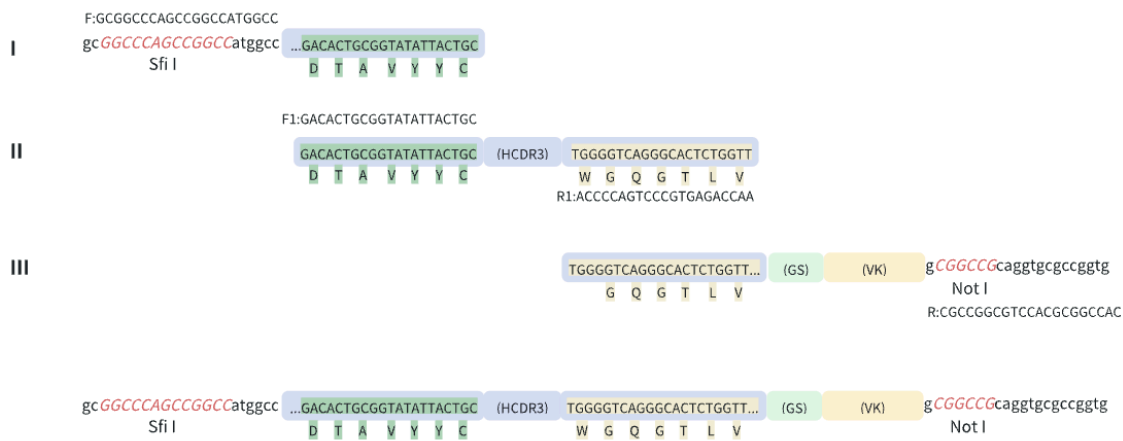 F:GCGGCCCAGCCGGCCATGGCC
I gcGGCCCAGCCGGCCatggcc ...GACACTGCGGTATATTACTGC
Sfi I D T A V Y Y C
F1:GACACTGCGGTATATTACTGC
II GACACTGCGGTATATTACTGC (HCDR3) TGGGGTCAGGGCACTCTGGTT
D T A V Y Y C W G Q G T L V
R1:ACCCCAGTCCCGTGAGACCAA
III TGGGGTCAGGGCACTCTGGTT... (GS) (VK) gCGGCCGcaggtgcgccggtg
G Q G T L V Not I
R:CGCCGGCGTCCACGCGGCCAC
gcGGCCCAGCCGGCCatggcc ...GACACTGCGGTATATTACTGC (HCDR3) TGGGGTCAGGGCACTCTGGTT... (GS) (VK) gCGGCCGcaggtgcgccggtg
Sfi I D T A V Y Y C W G Q G T L V Not I